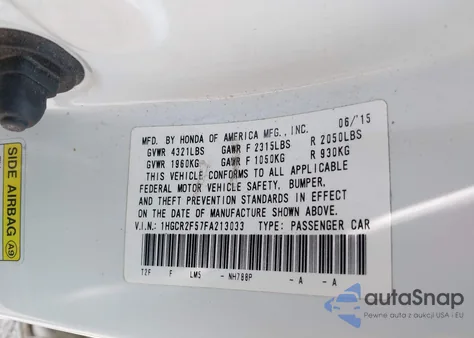 MFD. BY HONDA OF AMERICA MFG., INC. 06/'15
GVWR 4321LBS GAWR F 2315LBS R 2050LBS
GVWR 1960KG GAWR F 1050KG R 930KG
THIS VEHICLE CONFORMS TO ALL APPLICABLE
FEDERAL MOTOR VEHICLE SAFETY, BUMPER,
AND THEFT PREVENTION STANDARDS IN EFFECT
ON THE DATE OF MANUFACTURE SHOWN ABOVE.
V.I.N.: 1HGCR2F57FA213033 TYPE: PASSENGER CAR
T2F F LM5 - NH788P - A - A
SIDE AIRBAG A9
autoSnap
Pewne auta z aukcji USA i EU